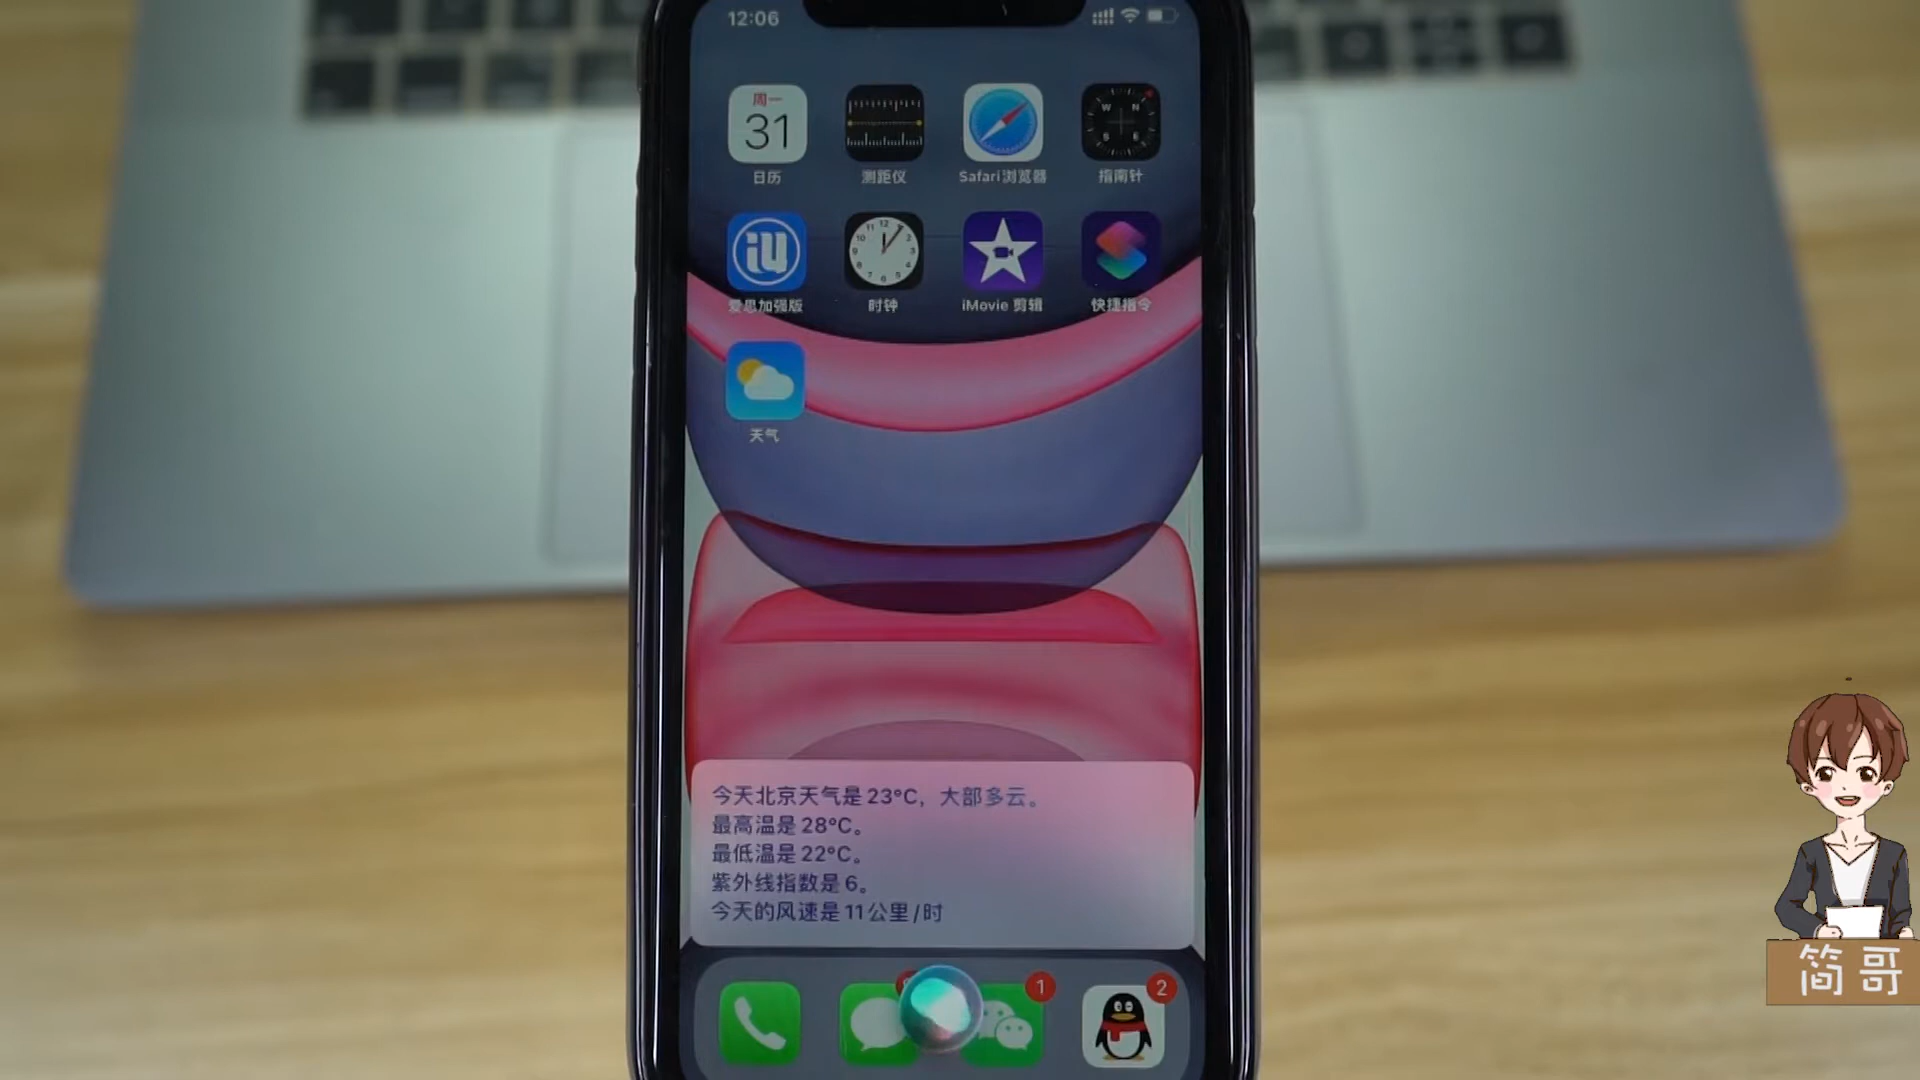 12:06
周一
31
W N
S E
日历
测距仪
Safari浏览器
指南针
爱思加强版
时钟
iMovie 剪辑
快捷指令
天气
今天北京天气是23°C，大部多云。
最高温是28°C。
最低温是22°C。
紫外线指数是6。
今天的风速是11公里/时
1
2
简哥